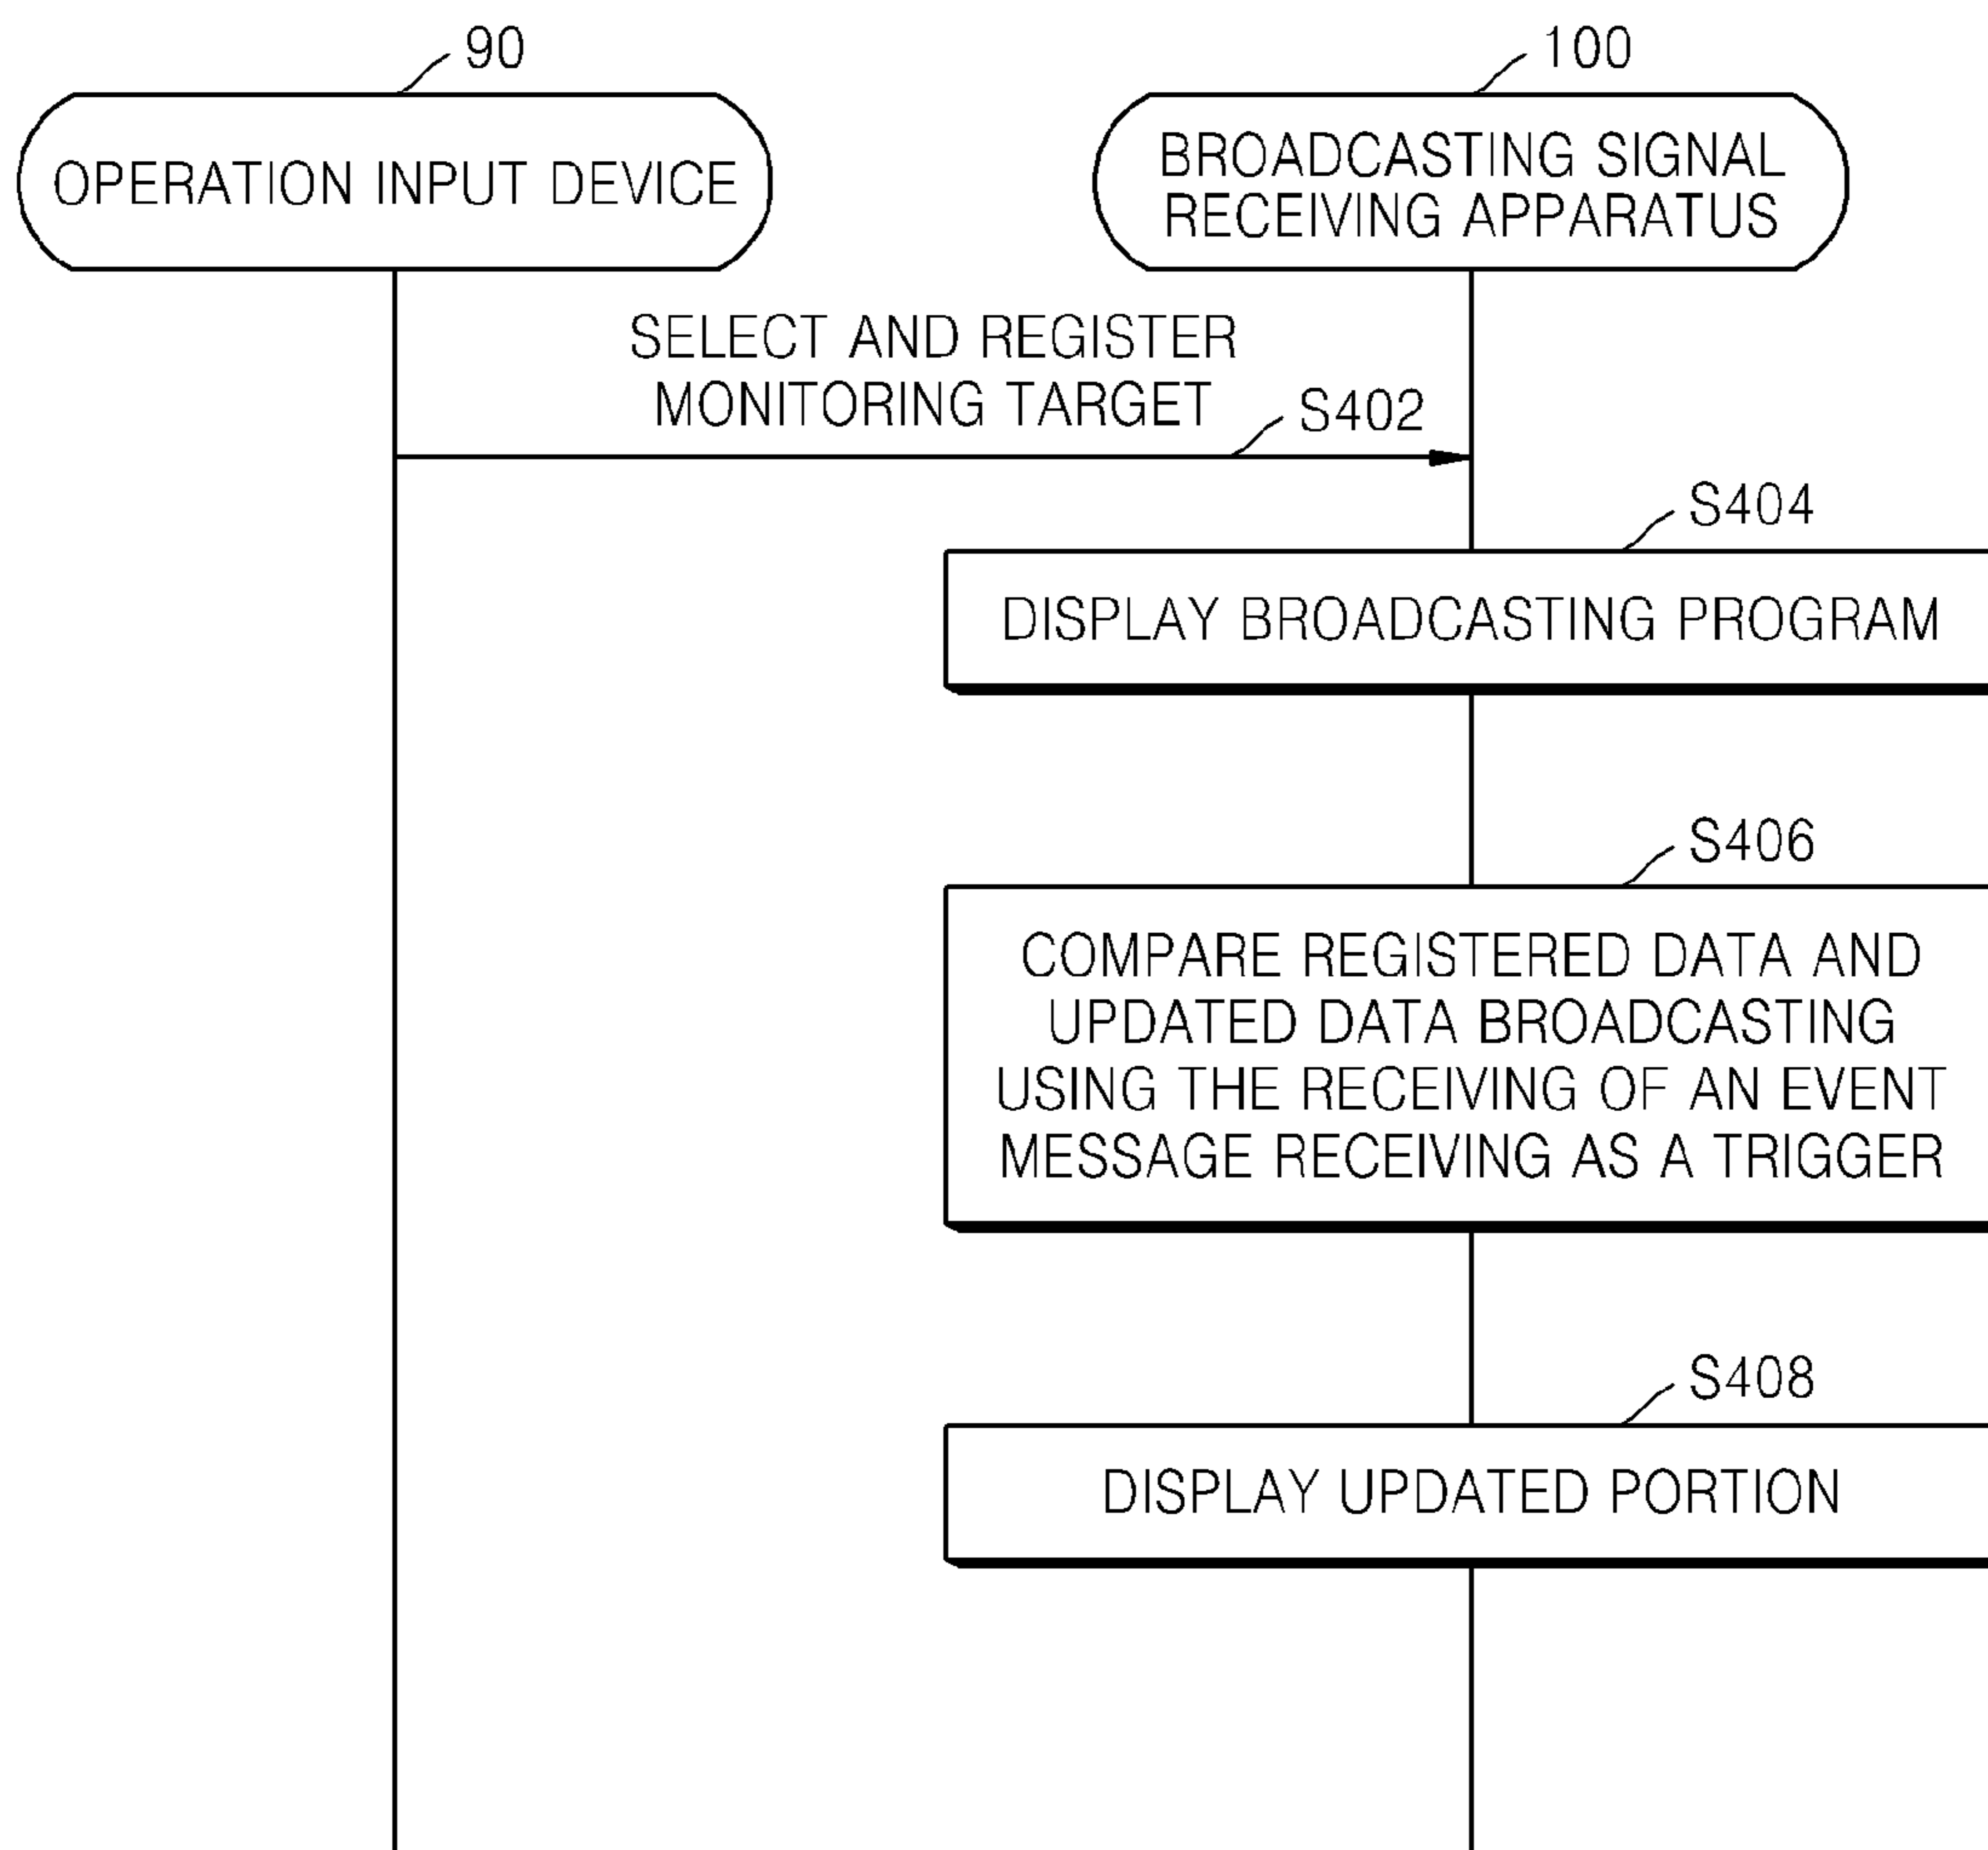 90
OPERATION INPUT DEVICE
100
BROADCASTING SIGNAL
RECEIVING APPARATUS
SELECT AND REGISTER
MONITORING TARGET
S402
S404
DISPLAY BROADCASTING PROGRAM
S406
COMPARE REGISTERED DATA AND
UPDATED DATA BROADCASTING
USING THE RECEIVING OF AN EVENT
MESSAGE RECEIVING AS A TRIGGER
S408
DISPLAY UPDATED PORTION